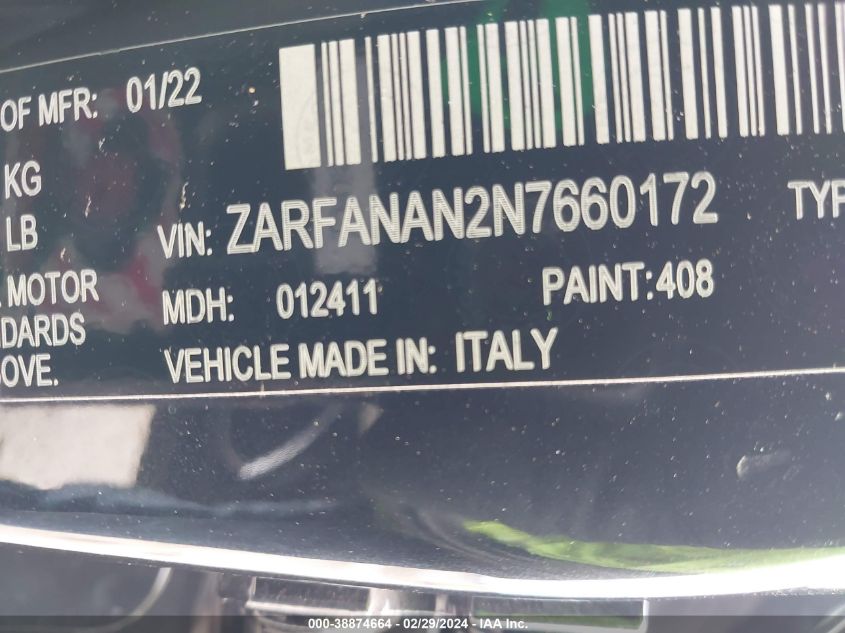 OF MFR: 01/22
KG
LB
VIN: ZARFANAN2N7660172
TYP
MOTOR
MDH: 012411
PAINT:408
DARDS
OVE.
VEHICLE MADE IN: ITALY
000-38874664 - 02/29/2024 - IAA Inc.